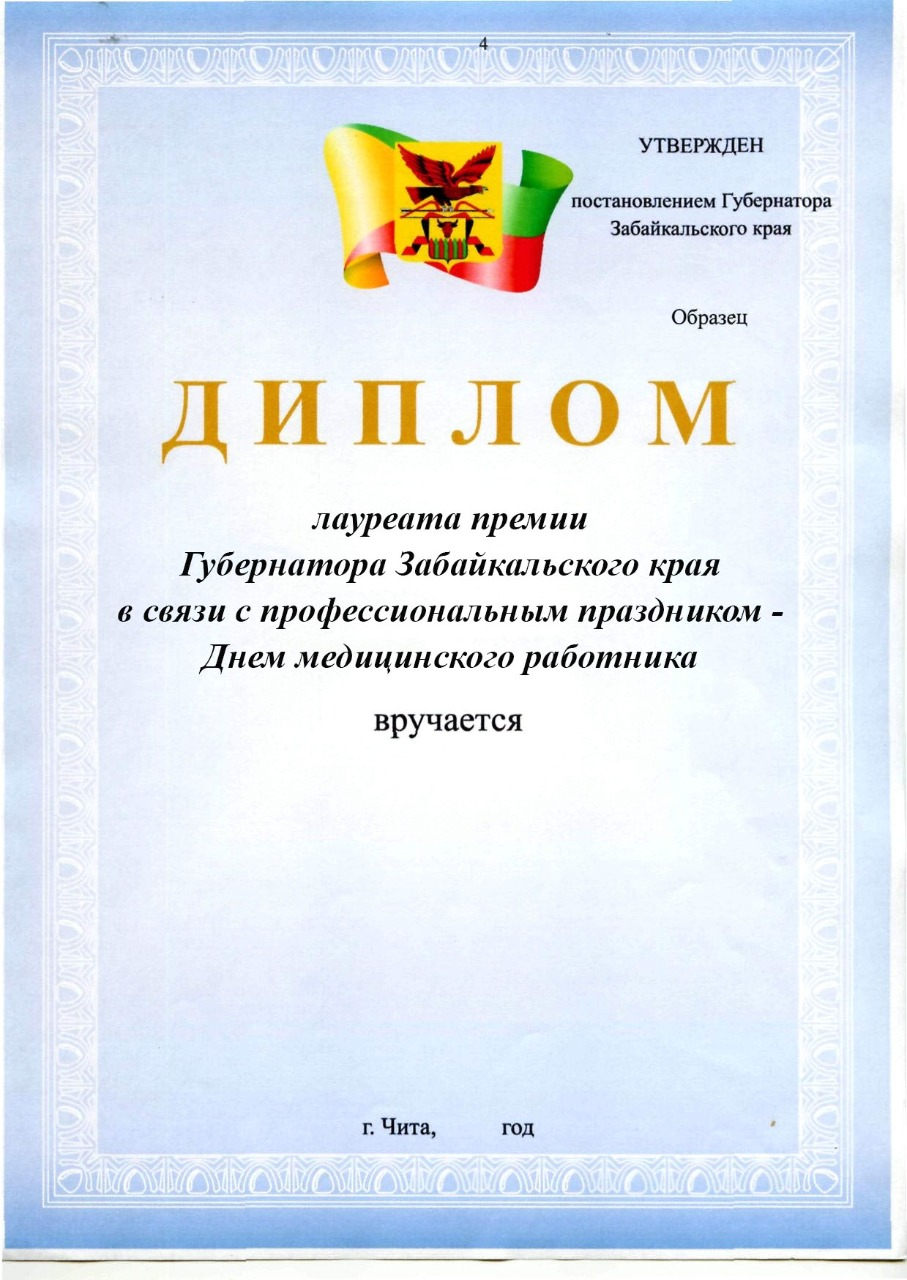 4
УТВЕРЖДЕН
постановлением Губернатора
Забайкальского края
Образец
ДИПЛОМ
лауреата премии
Губернатора Забайкальского края
в связи с профессиональным праздником -
Днем медицинского работника
вручается
г. Чита, год